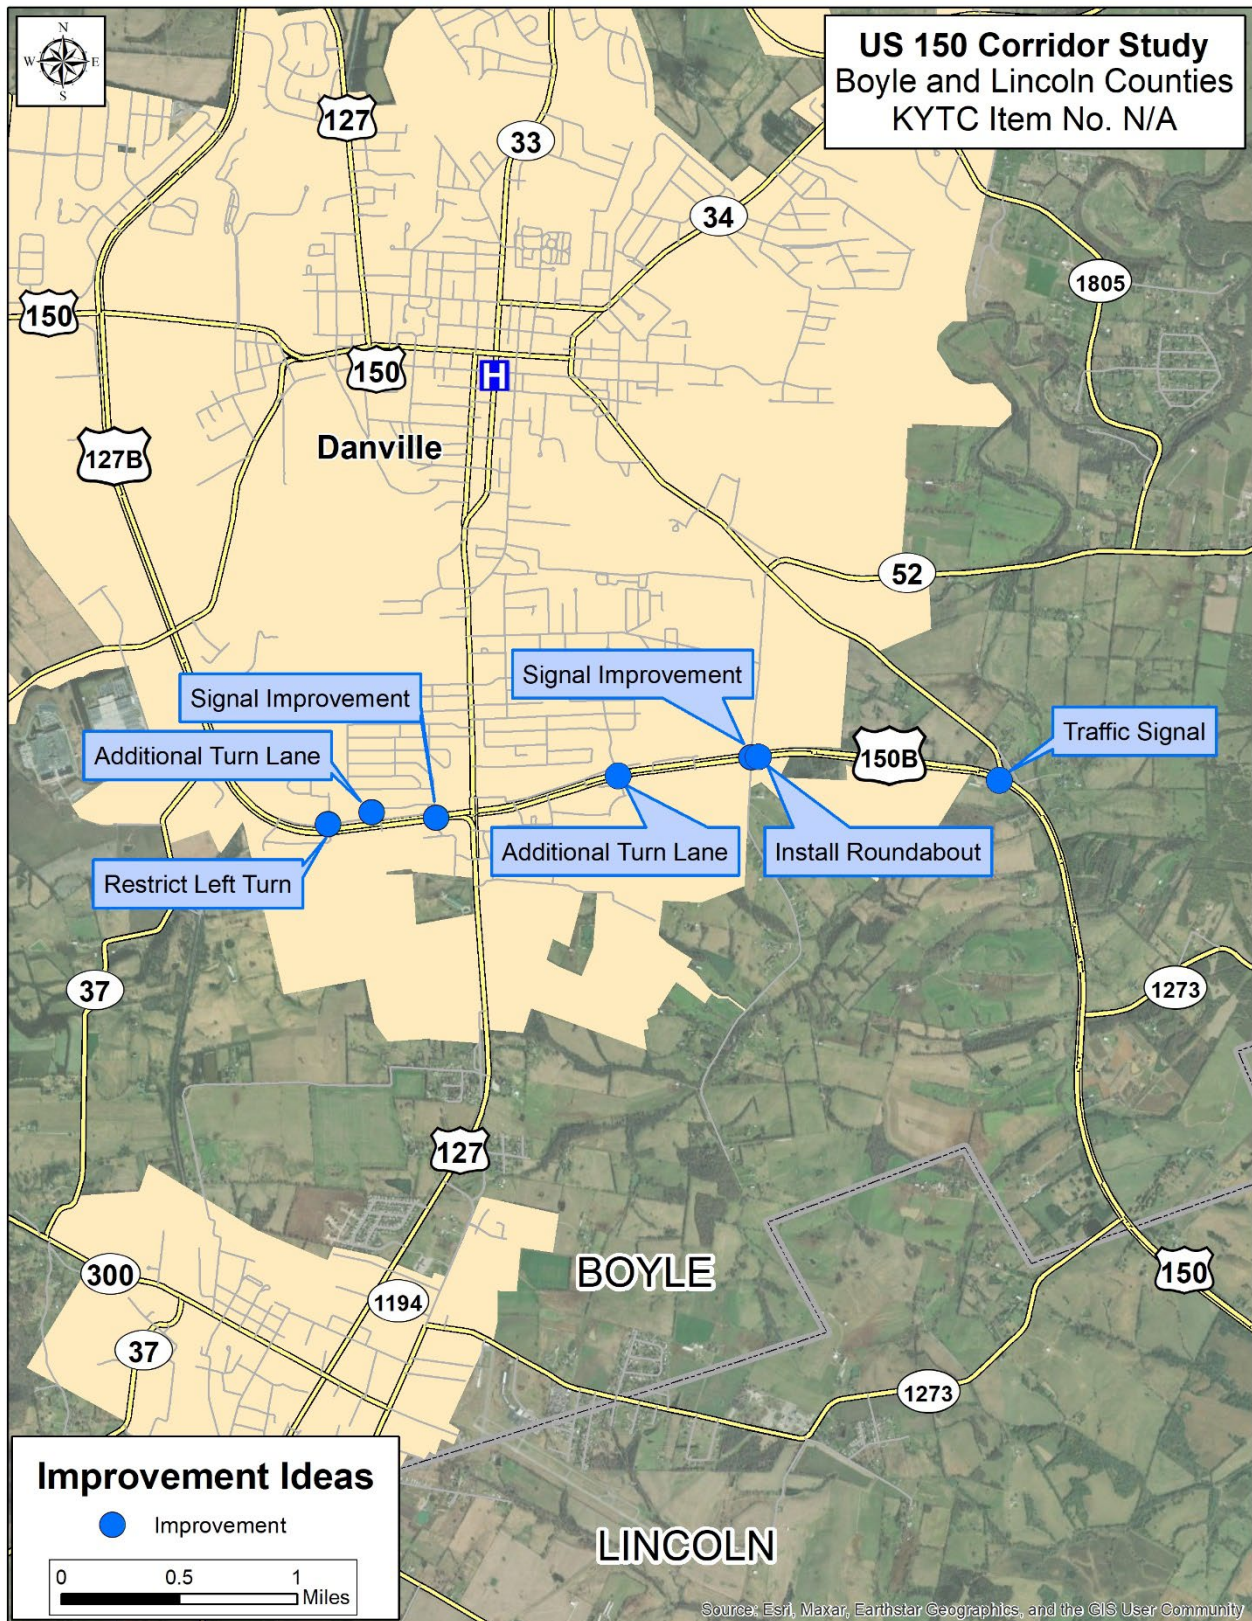 US 150 Corridor Study
Boyle and Lincoln Counties
KYTC Item No. N/A
N
W
E
S
127
33
34
1805
150
150
H
127B
Danville
52
Signal Improvement
Signal Improvement
Additional Turn Lane
Traffic Signal
150B
Additional Turn Lane
Install Roundabout
Restrict Left Turn
37
1273
127
300
BOYLE
150
1194
37
1273
LINCOLN
Improvement Ideas
Improvement
0 0.5 1
Miles
Source: Esri, Maxar, Earthstar Geographics, and the GIS User Community